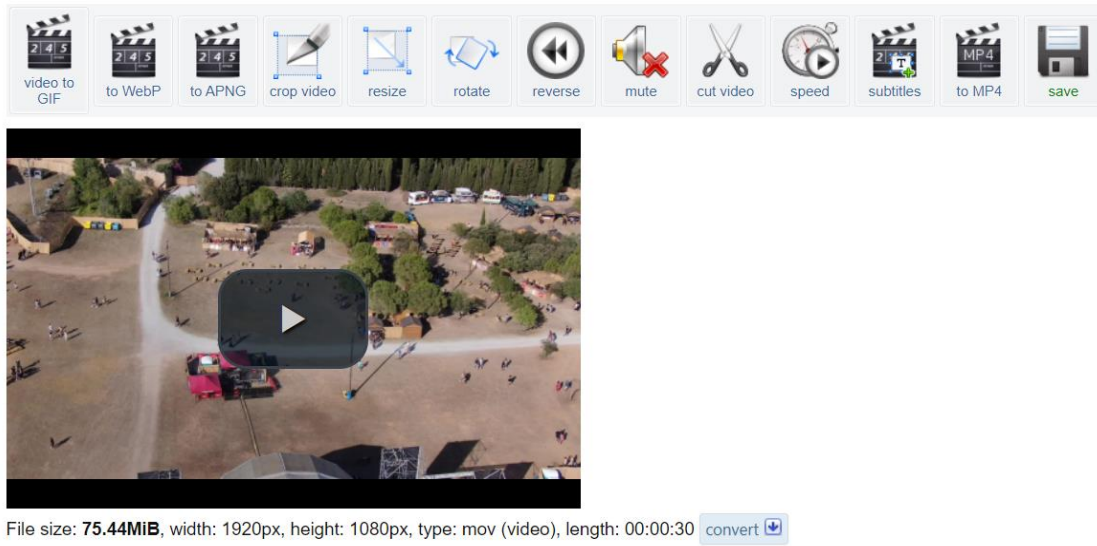 video to GIF
to WebP
to APNG
crop video
resize
rotate
reverse
mute
cut video
speed
subtitles
to MP4
save
File size: 75.44MiB, width: 1920px, height: 1080px, type: mov (video), length: 00:00:30 convert